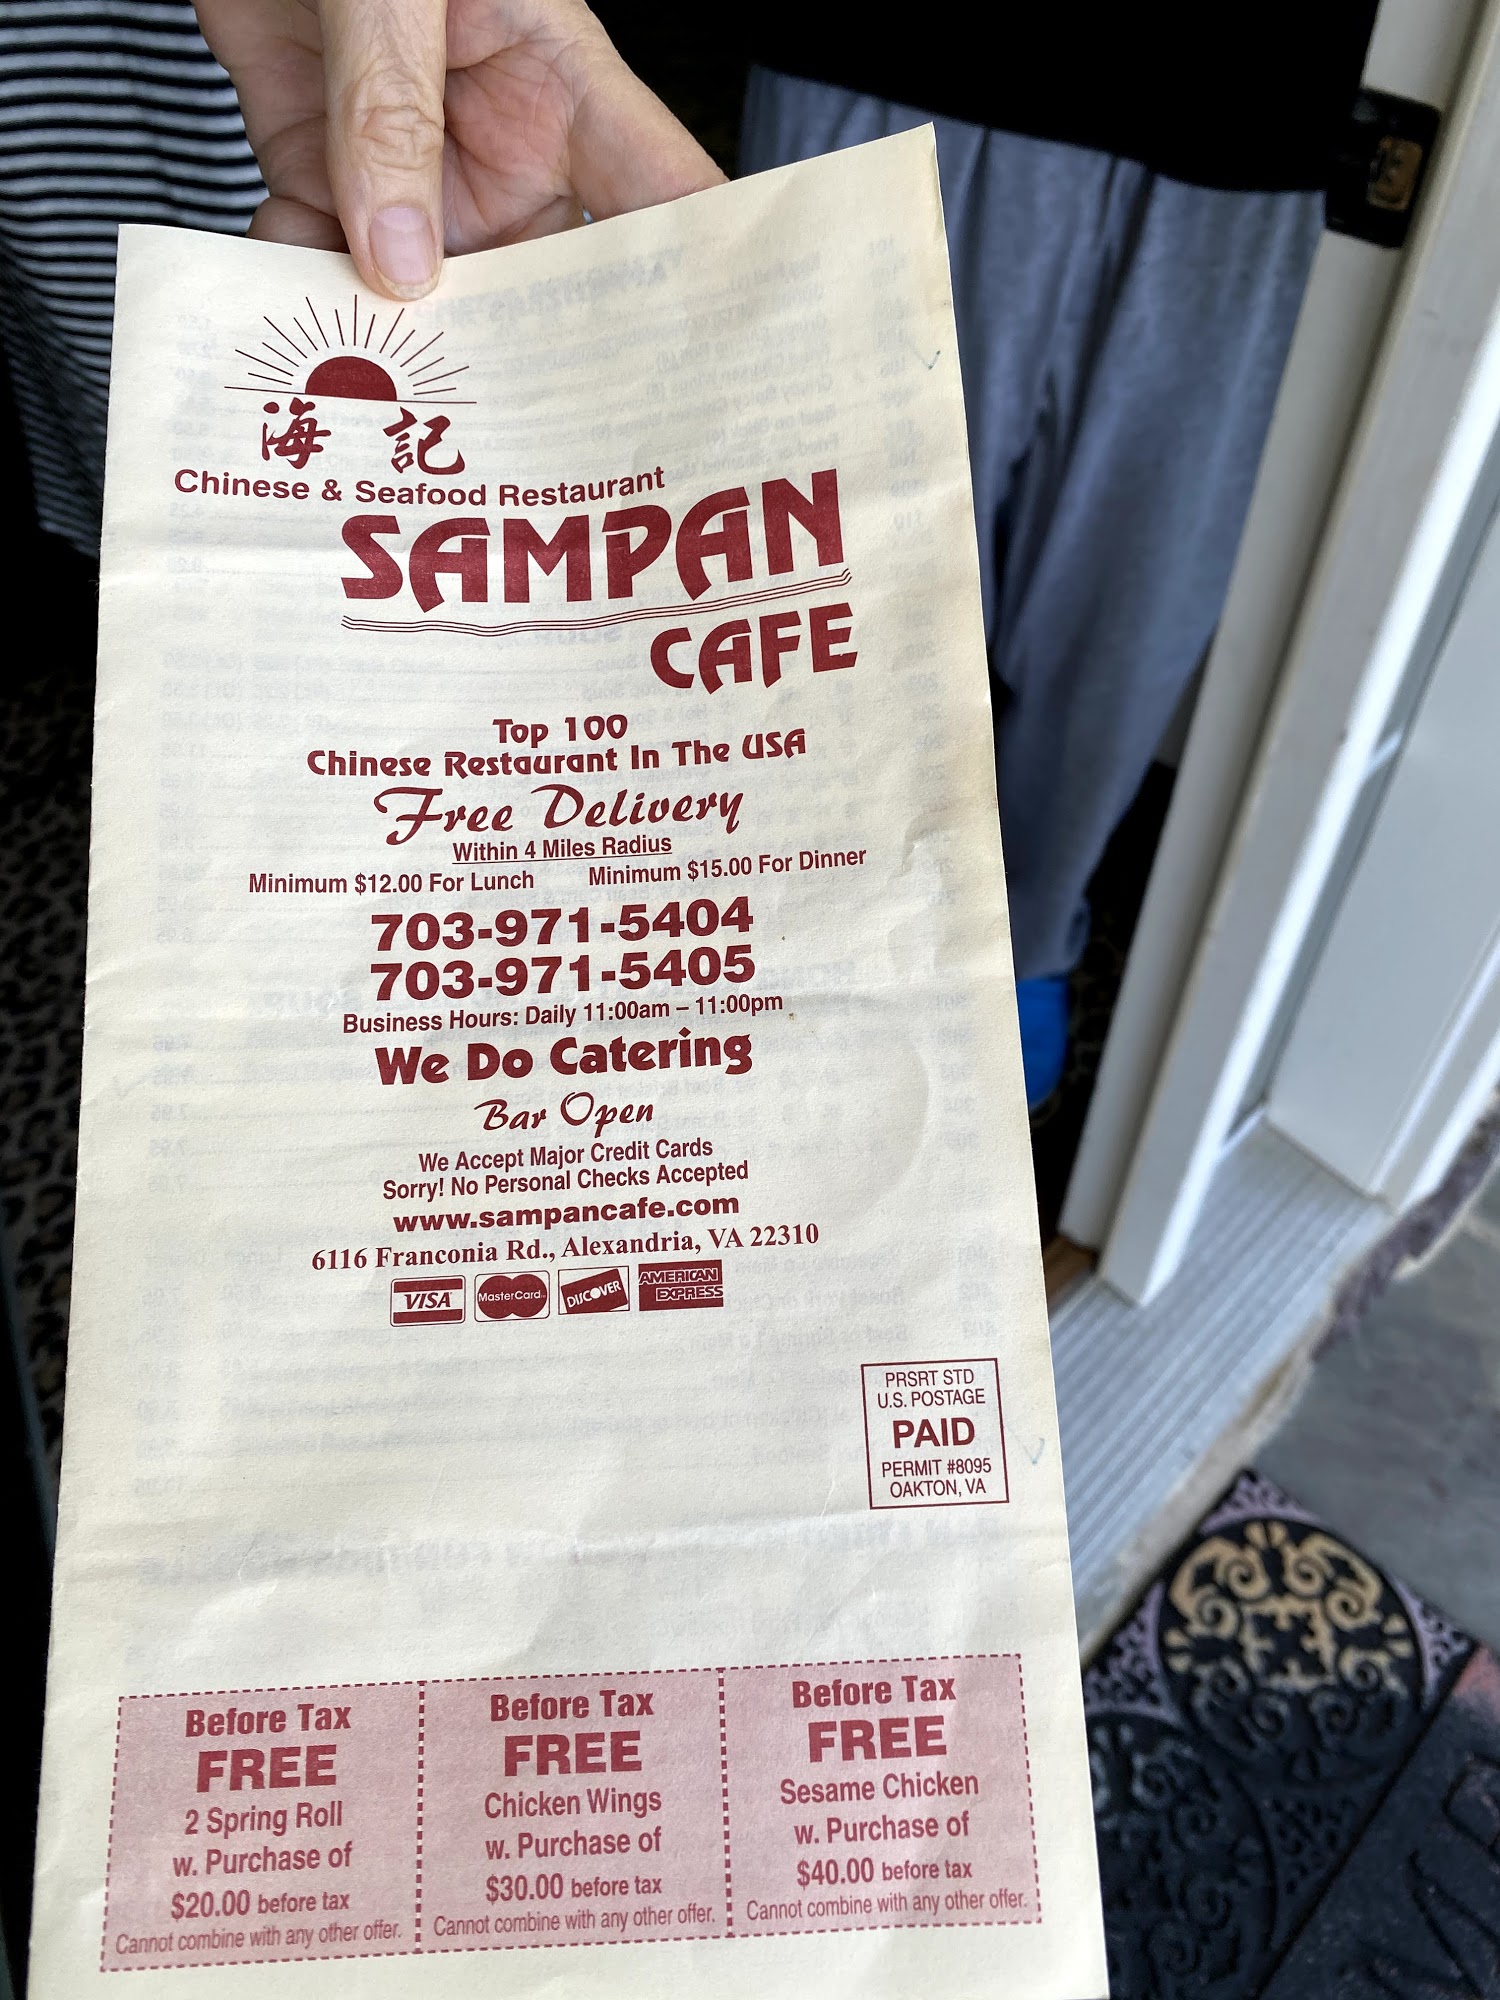 海記
Chinese & Seafood Restaurant
SAMPAN
CAFE
Top 100
Chinese Restaurant In The USA
Free Delivery
Within 4 Miles Radius
Minimum $12.00 For Lunch Minimum $15.00 For Dinner
703-971-5404
703-971-5405
Business Hours: Daily 11:00am – 11:00pm
We Do Catering
Bar Open
We Accept Major Credit Cards
Sorry! No Personal Checks Accepted
www.sampancafe.com
6116 Franconia Rd., Alexandria, VA 22310
VISA MasterCard DISCOVER AMERICAN EXPRESS
PRSRT STD
U.S. POSTAGE
PAID
PERMIT #8095
OAKTON, VA
Before Tax
FREE
2 Spring Roll
w. Purchase of
$20.00 before tax
Cannot combine with any other offer.
Before Tax
FREE
Chicken Wings
w. Purchase of
$30.00 before tax
Cannot combine with any other offer.
Before Tax
FREE
Sesame Chicken
w. Purchase of
$40.00 before tax
Cannot combine with any other offer.